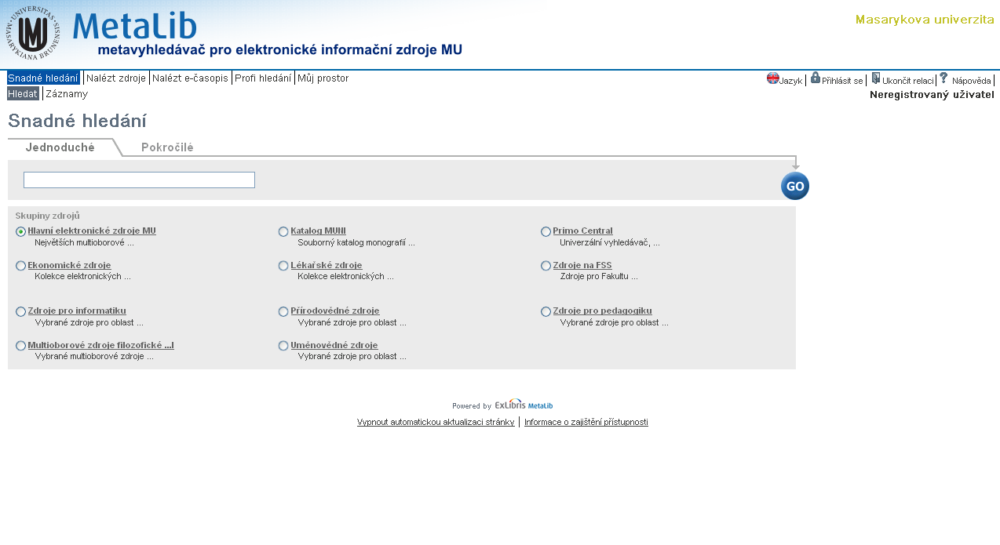 UNIVERSITAS MASARYKIANA BRUNENSIS
MU
MetaLib
metavyhledávač pro elektronické informační zdroje MU
Masarykova univerzita
Snadné hledání Nalézt zdroje Nalézt e-časopis Profi hledání Můj prostor
Jazyk Přihlásit se Ukončit relaci Nápověda
Hledat Záznamy
Neregistrovaný uživatel
Snadné hledání
Jednoduché Pokročilé
GO
Skupiny zdrojů
Hlavní elektronické zdroje MU Katalog MUNI Primo Central
Největších multioborové ... Souborný katalog monografií ... Univerzální vyhledávač, ...
Ekonomické zdroje Lékařské zdroje Zdroje na FSS
Kolekce elektronických ... Kolekce elektronických ... Zdroje pro Fakultu ...
Zdroje pro informatiku Přírodovědné zdroje Zdroje pro pedagogiku
Vybrané zdroje pro oblast ... Vybrané zdroje pro oblast ... Vybrané zdroje pro oblast ...
Multioborové zdroje filozofické ...I Uměnovědné zdroje
Vybrané multioborové zdroje ... Vybrané zdroje pro oblast ...
Powered by ExLibris MetaLib
Vypnout automatickou aktualizaci stránky Informace o zajištění přístupnosti